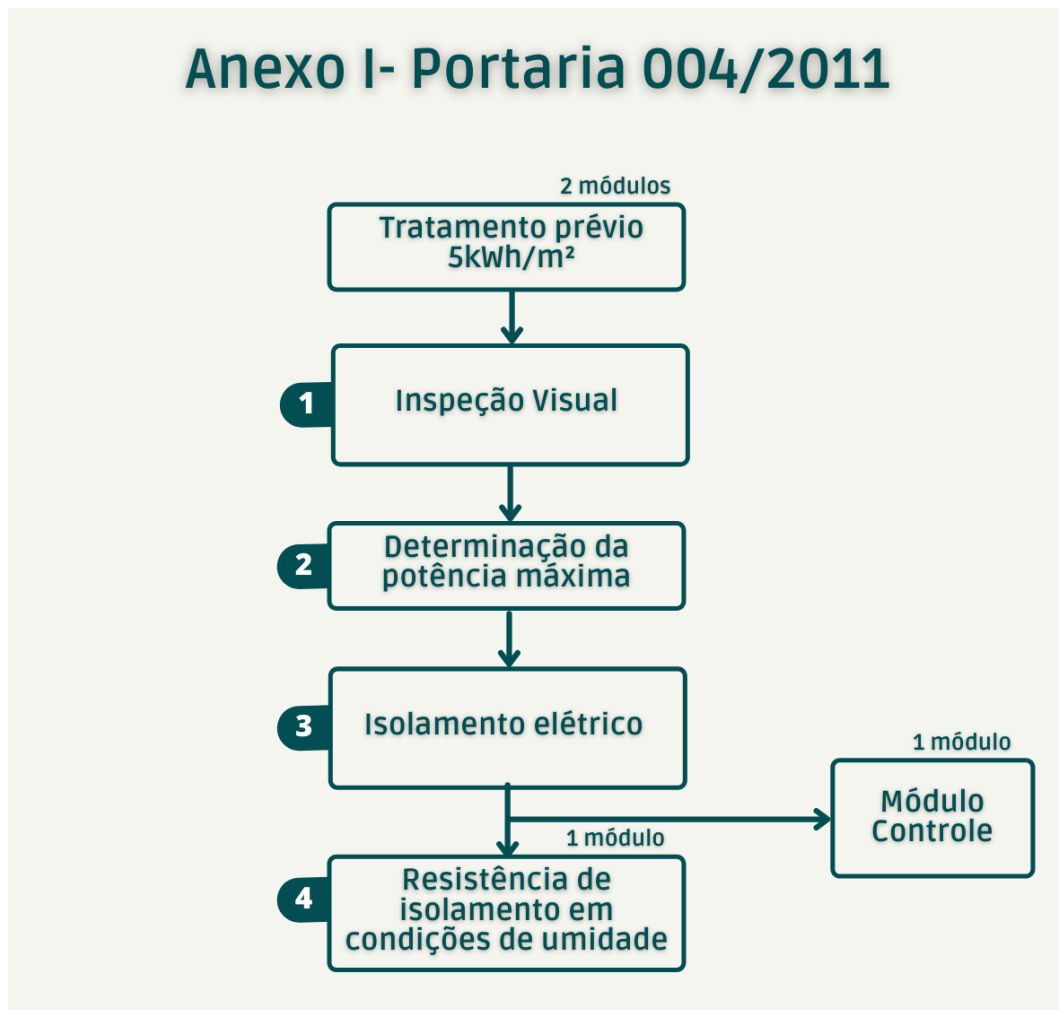 Anexo I- Portaria 004/2011
2 módulos
Tratamento prévio
5kWh/m²
1
Inspeção Visual
2
Determinação da
potência máxima
3
Isolamento elétrico
1 módulo
Módulo
Controle
1 módulo
4
Resistência de
isolamento em
condições de umidade